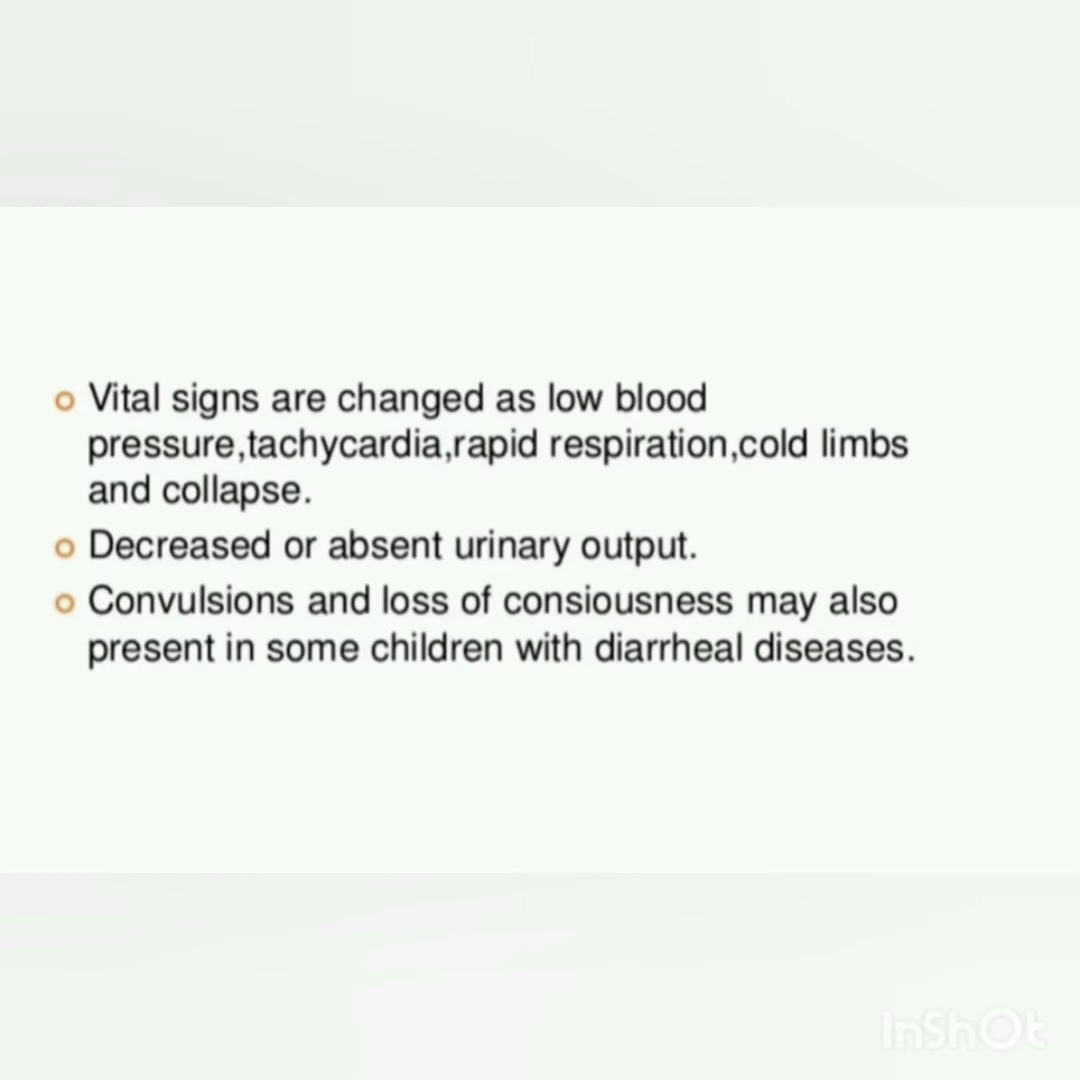 Vital signs are changed as low blood
pressure,tachycardia,rapid respiration,cold limbs
and collapse.
Decreased or absent urinary output.
Convulsions and loss of consiousness may also
present in some children with diarrheal diseases.
InShOt